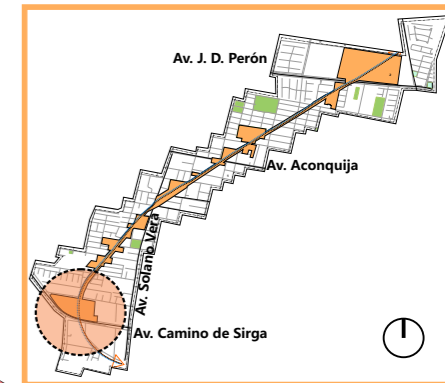 Av. J. D. Perón
Av. Aconquija
Av. Solano Vera
Av. Camino de Sirga